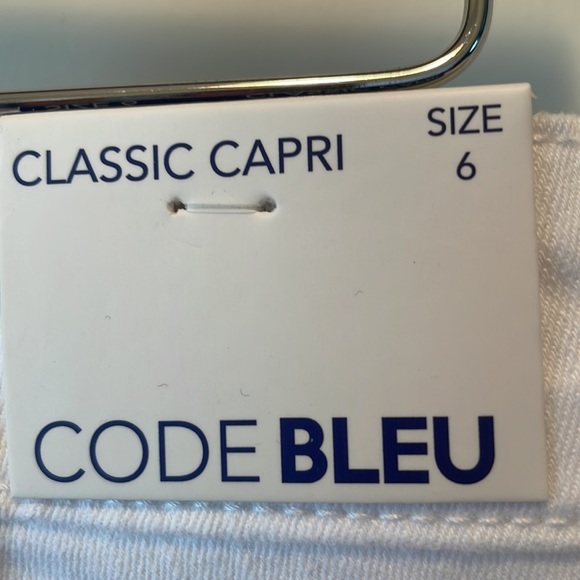 CLASSIC CAPRI
SIZE
6
CODE BLEU